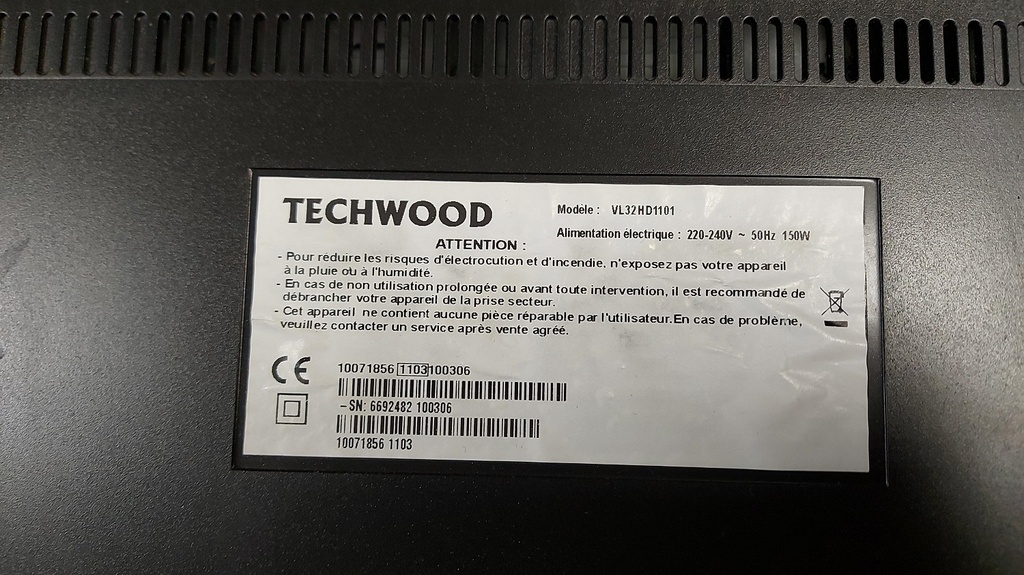 TECHWOOD
Modèle : VL32HD1101
Alimentation électrique : 220-240V ~ 50Hz 150W
ATTENTION :
- Pour réduire les risques d'électrocution et d'incendie, n'exposez pas votre appareil
à la pluie où à l'humidité.
- En cas de non utilisation prolongée ou avant toute intervention, il est recommandé de
débrancher votre appareil de la prise secteur.
- Cet appareil ne contient aucune pièce réparable par l'utilisateur.En cas de problème,
veuillez contacter un service après vente agréé.
CE
10071856 1103 100306
-SN: 6692482 100306
10071856 1103